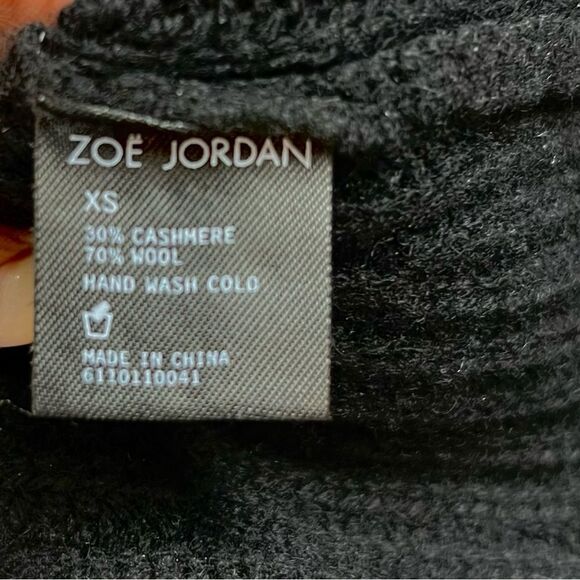 ZOË JORDAN
XS
30% CASHMERE
70% WOOL
HAND WASH COLD
MADE IN CHINA
6110110041